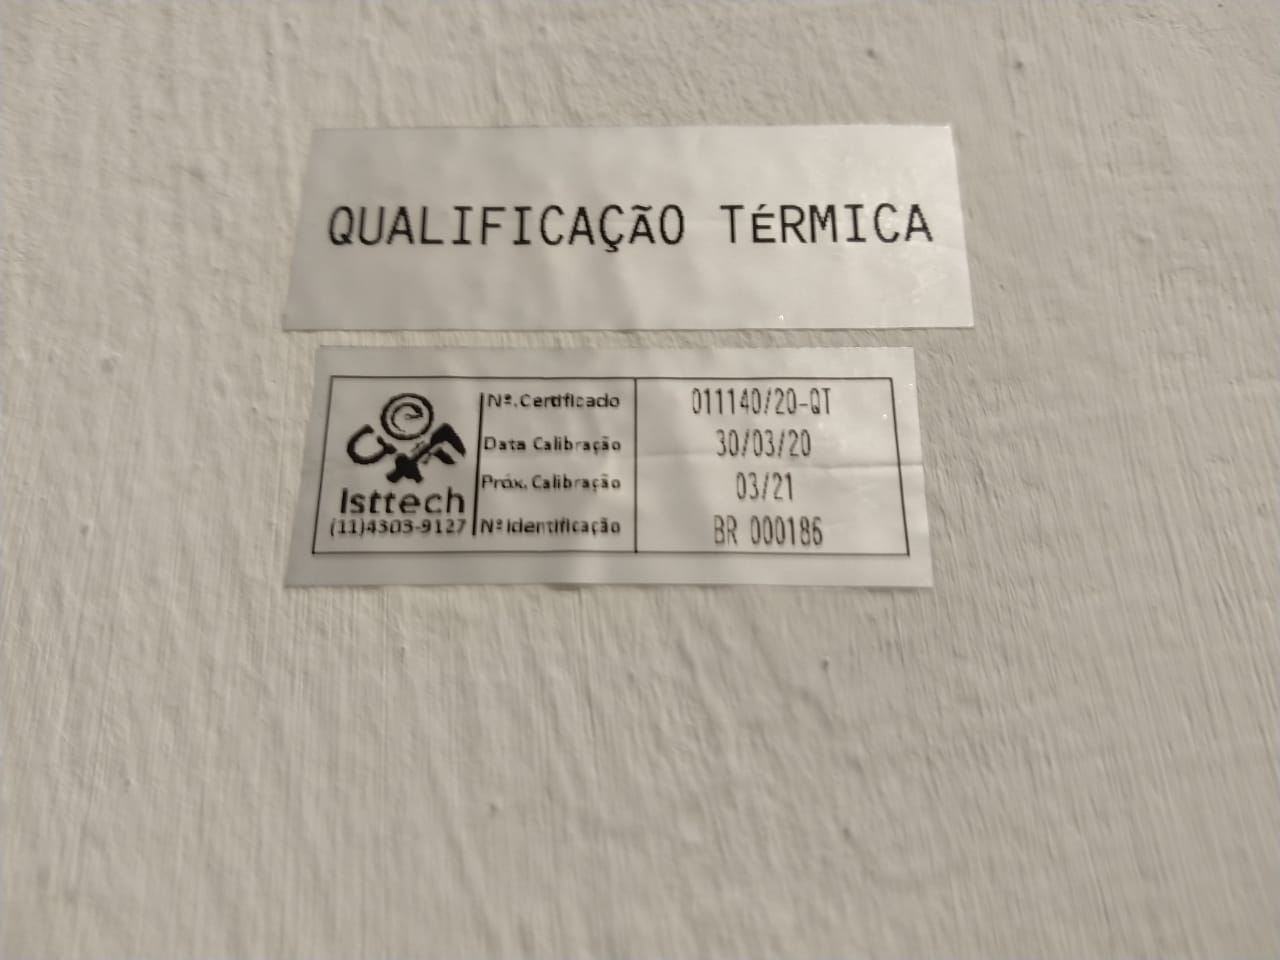 QUALIFICAÇÃO TÉRMICA
Nº.Certificado 011140/20-QT
Data Calibração 30/03/20
Próx. Calibração 03/21
Isttech
(11)4303-9127 Nº Identificação BR 000186